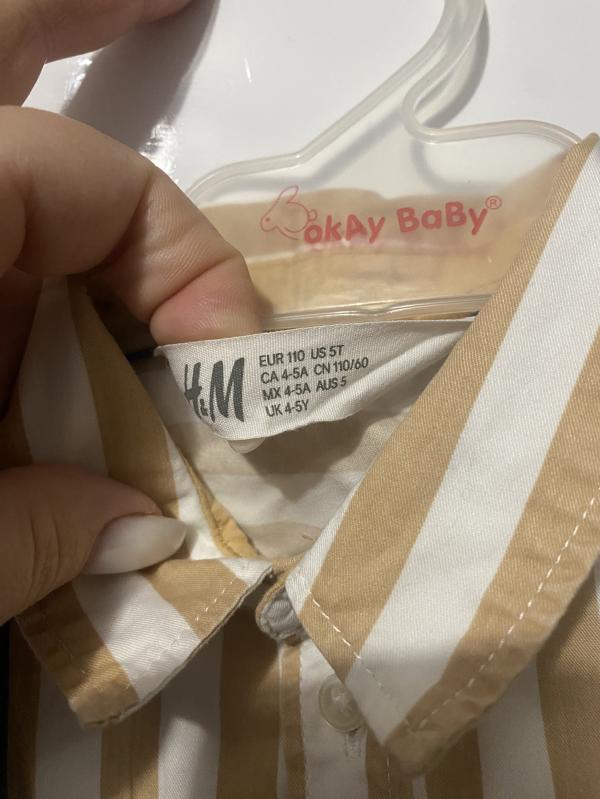 okAy BaBy®
H&M
EUR 110 US 5T
CA 4-5A CN 110/60
MX 4-5A AUS 5
UK 4-5Y